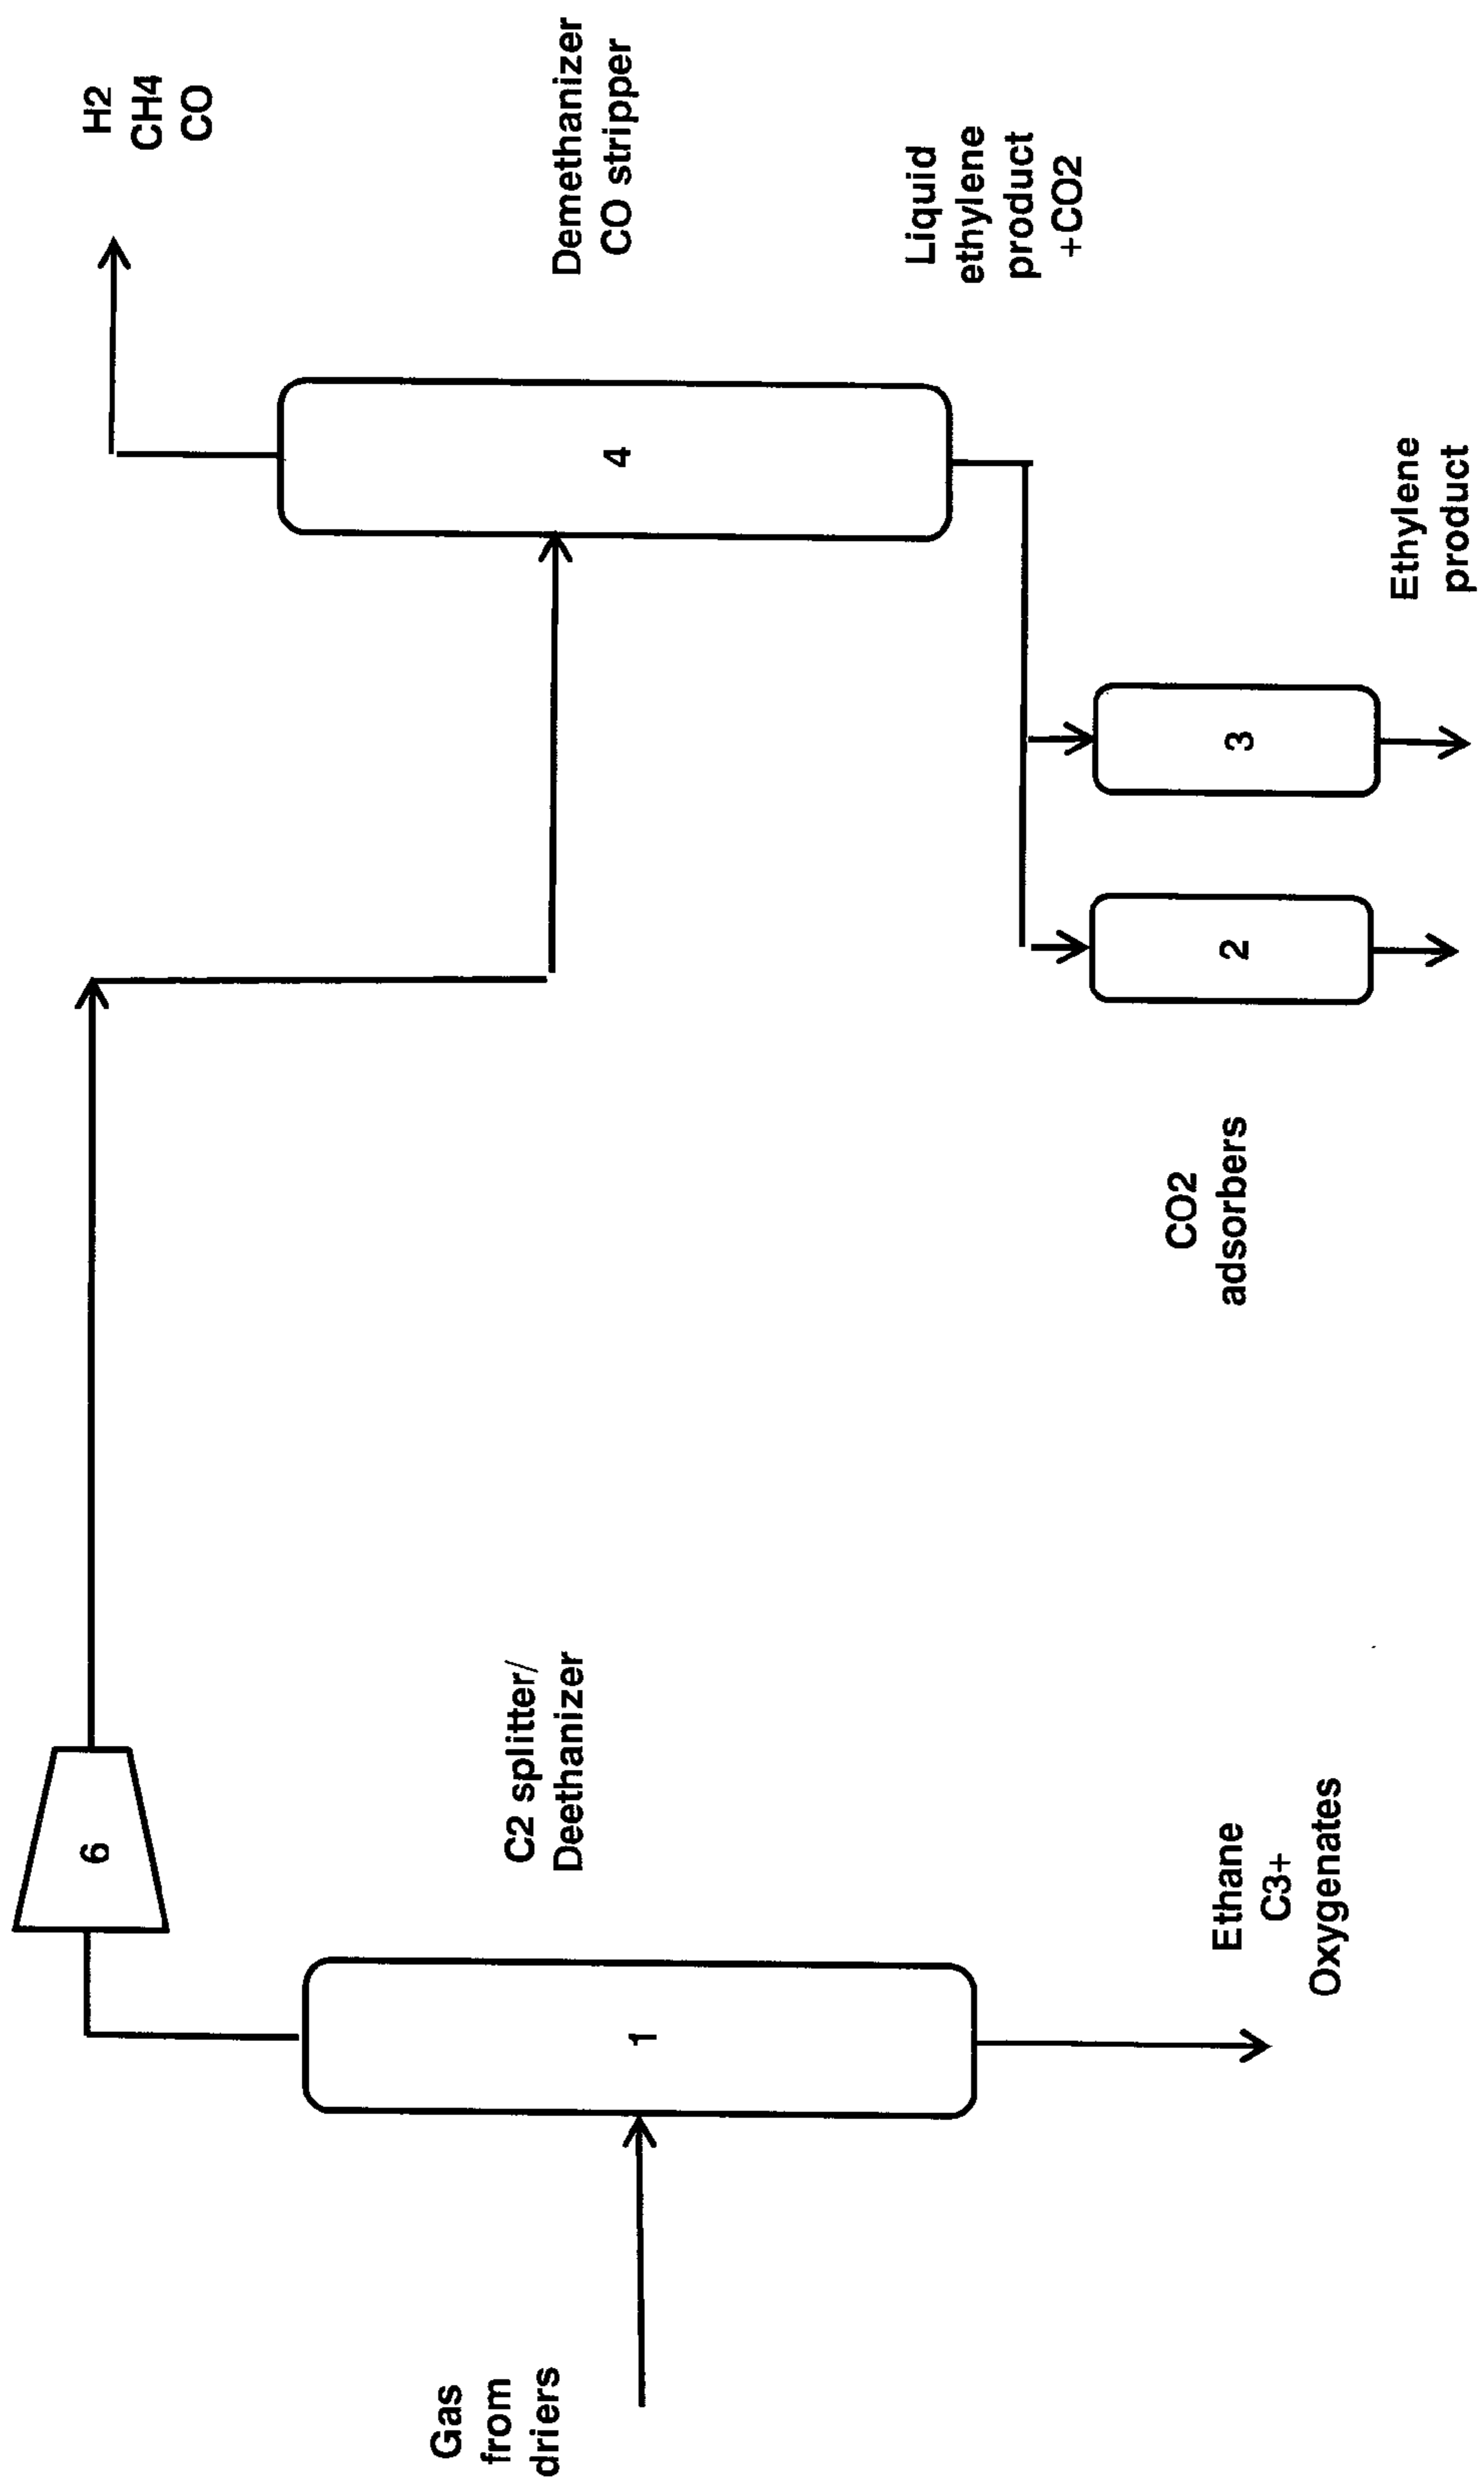 Gas
from
driers
1
C2 splitter/
Deethanizer
Ethane
C3+
Oxygenates
6
CO2
adsorbers
2
3
Ethylene
product
4
H2
CH4
CO
Demethanizer
CO stripper
Liquid
ethylene
product
+CO2